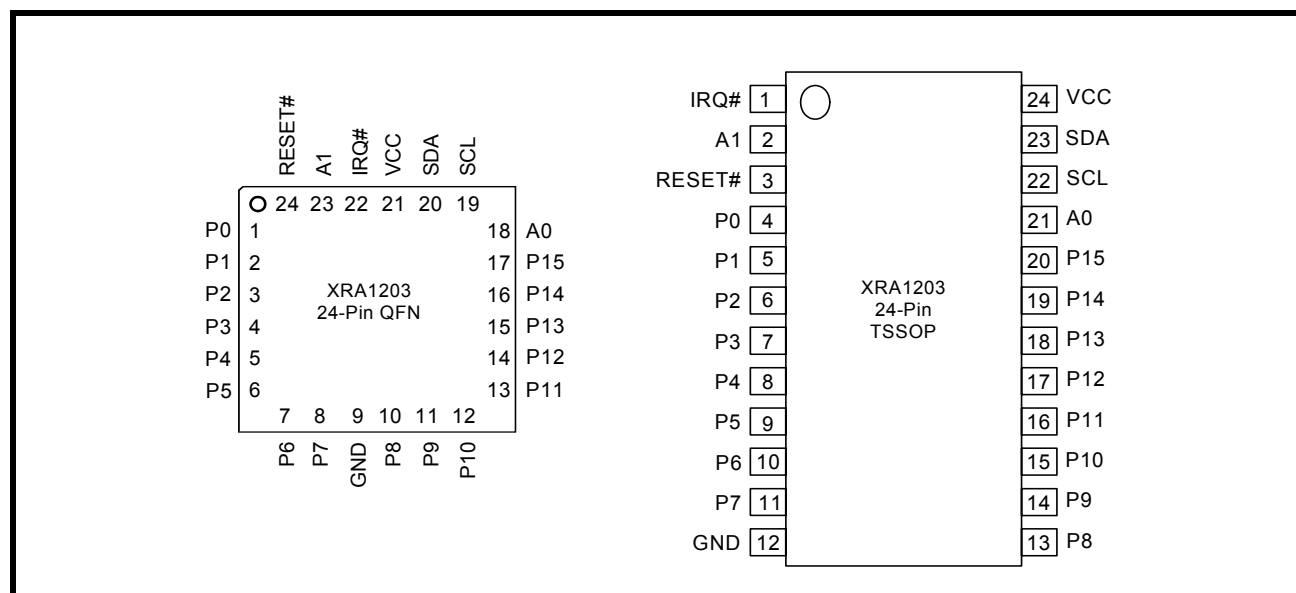 RESET#
A1
IRQ#
VCC
SDA
SCL
24 23 22 21 20 19
P0 1 18 A0
P1 2 17 P15
P2 3 16 P14
P3 4 15 P13
P4 5 14 P12
P5 6 13 P11
XRA1203
24-Pin QFN
7 8 9 10 11 12
P6
P7
GND
P8
P9
P10
IRQ# 1 24 VCC
A1 2 23 SDA
RESET# 3 22 SCL
P0 4 21 A0
P1 5 20 P15
P2 6 19 P14
P3 7 18 P13
P4 8 17 P12
P5 9 16 P11
P6 10 15 P10
P7 11 14 P9
GND 12 13 P8
XRA1203
24-Pin
TSSOP